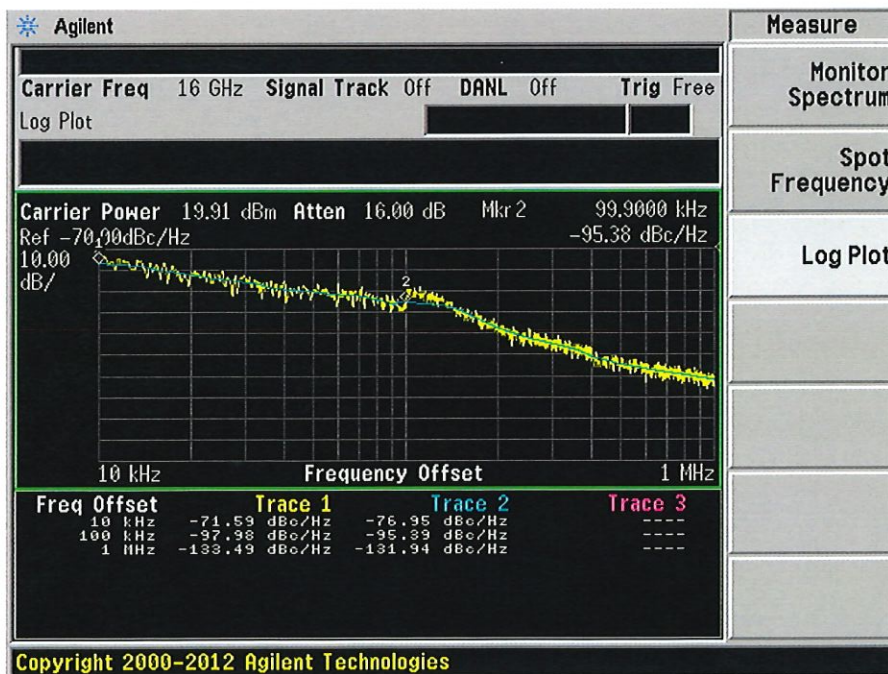 Agilent
Measure
Carrier Freq 16 GHz Signal Track Off DANL Off Trig Free
Log Plot
Monitor
Spectrum
Spot
Frequency
Log Plot
Carrier Power 19.91 dBm Atten 16.00 dB Mkr 2 99.9000 kHz
Ref -70.00dBc/Hz -95.38 dBc/Hz
10.00
dB/
1
2
10 kHz Frequency Offset 1 MHz
Freq Offset Trace 1 Trace 2 Trace 3
10 kHz -71.59 dBc/Hz -76.95 dBc/Hz ----
100 kHz -97.98 dBc/Hz -95.39 dBc/Hz ----
1 MHz -133.49 dBc/Hz -131.94 dBc/Hz ----
Copyright 2000-2012 Agilent Technologies